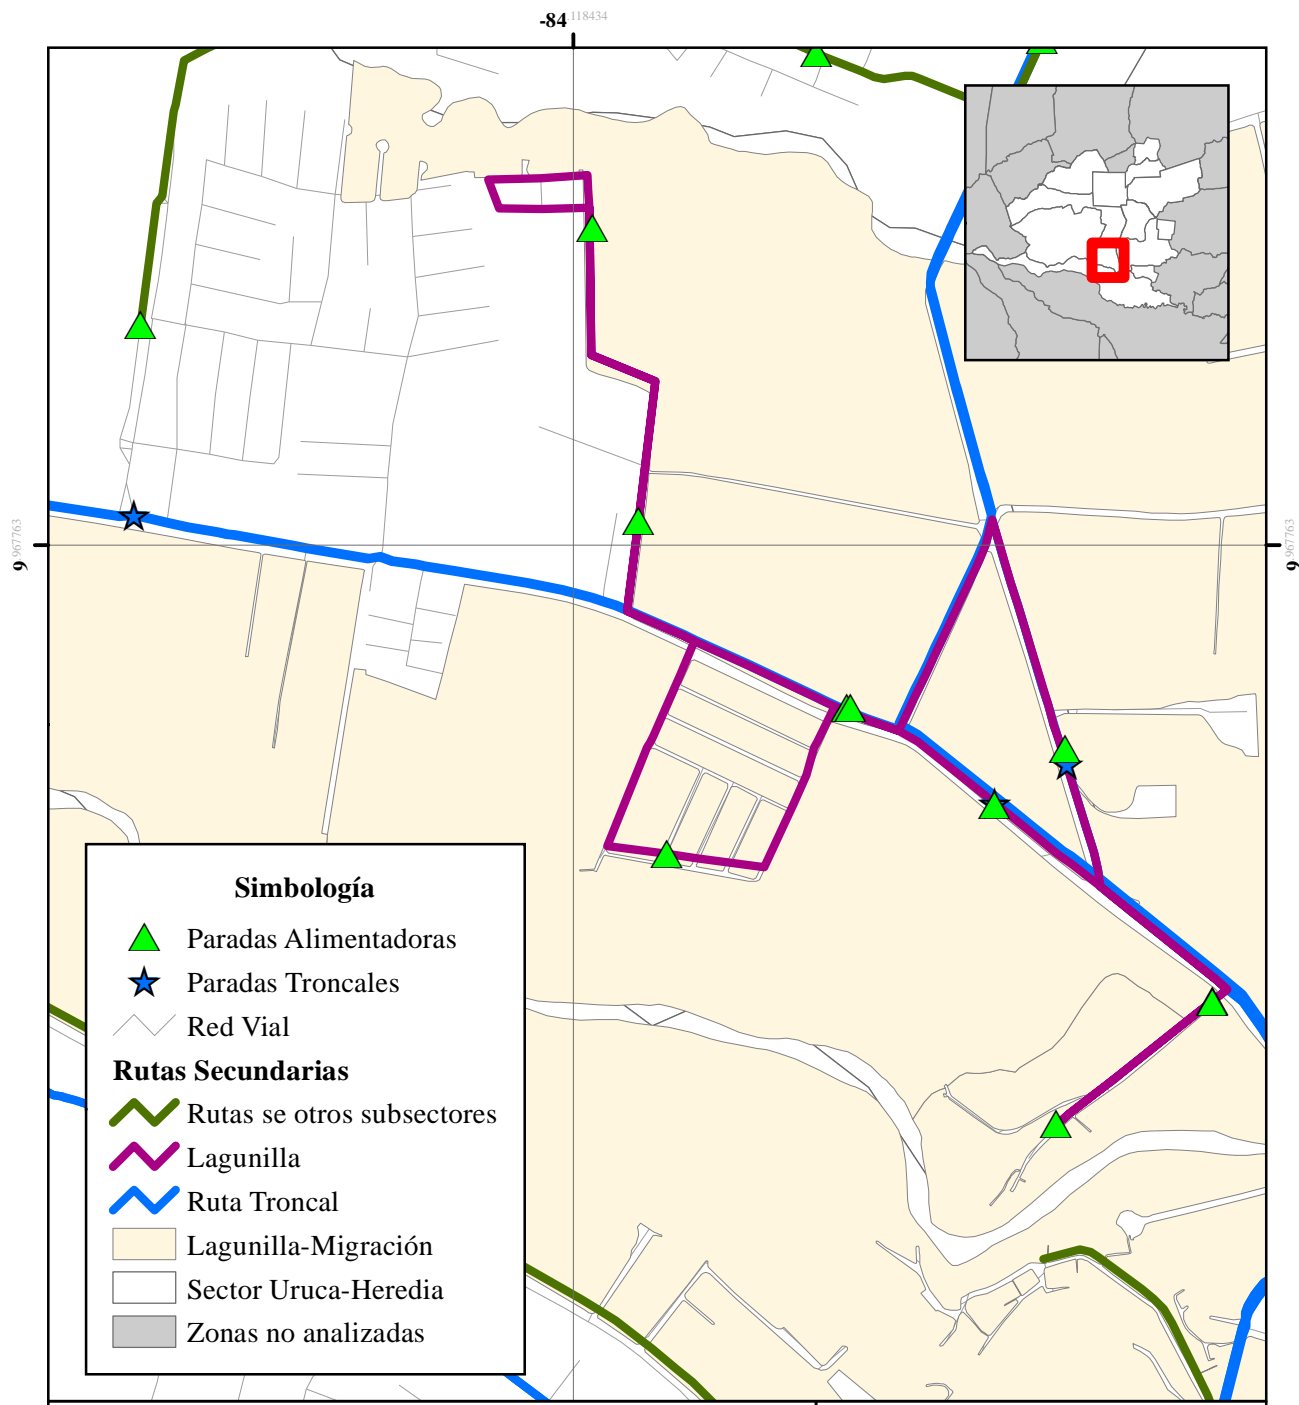 -84.118434
9.967763
9.967763
Simbología
Paradas Alimentadoras
Paradas Troncales
Red Vial
Rutas Secundarias
Rutas se otros subsectores
Lagunilla
Ruta Troncal
Lagunilla-Migración
Sector Uruca-Heredia
Zonas no analizadas